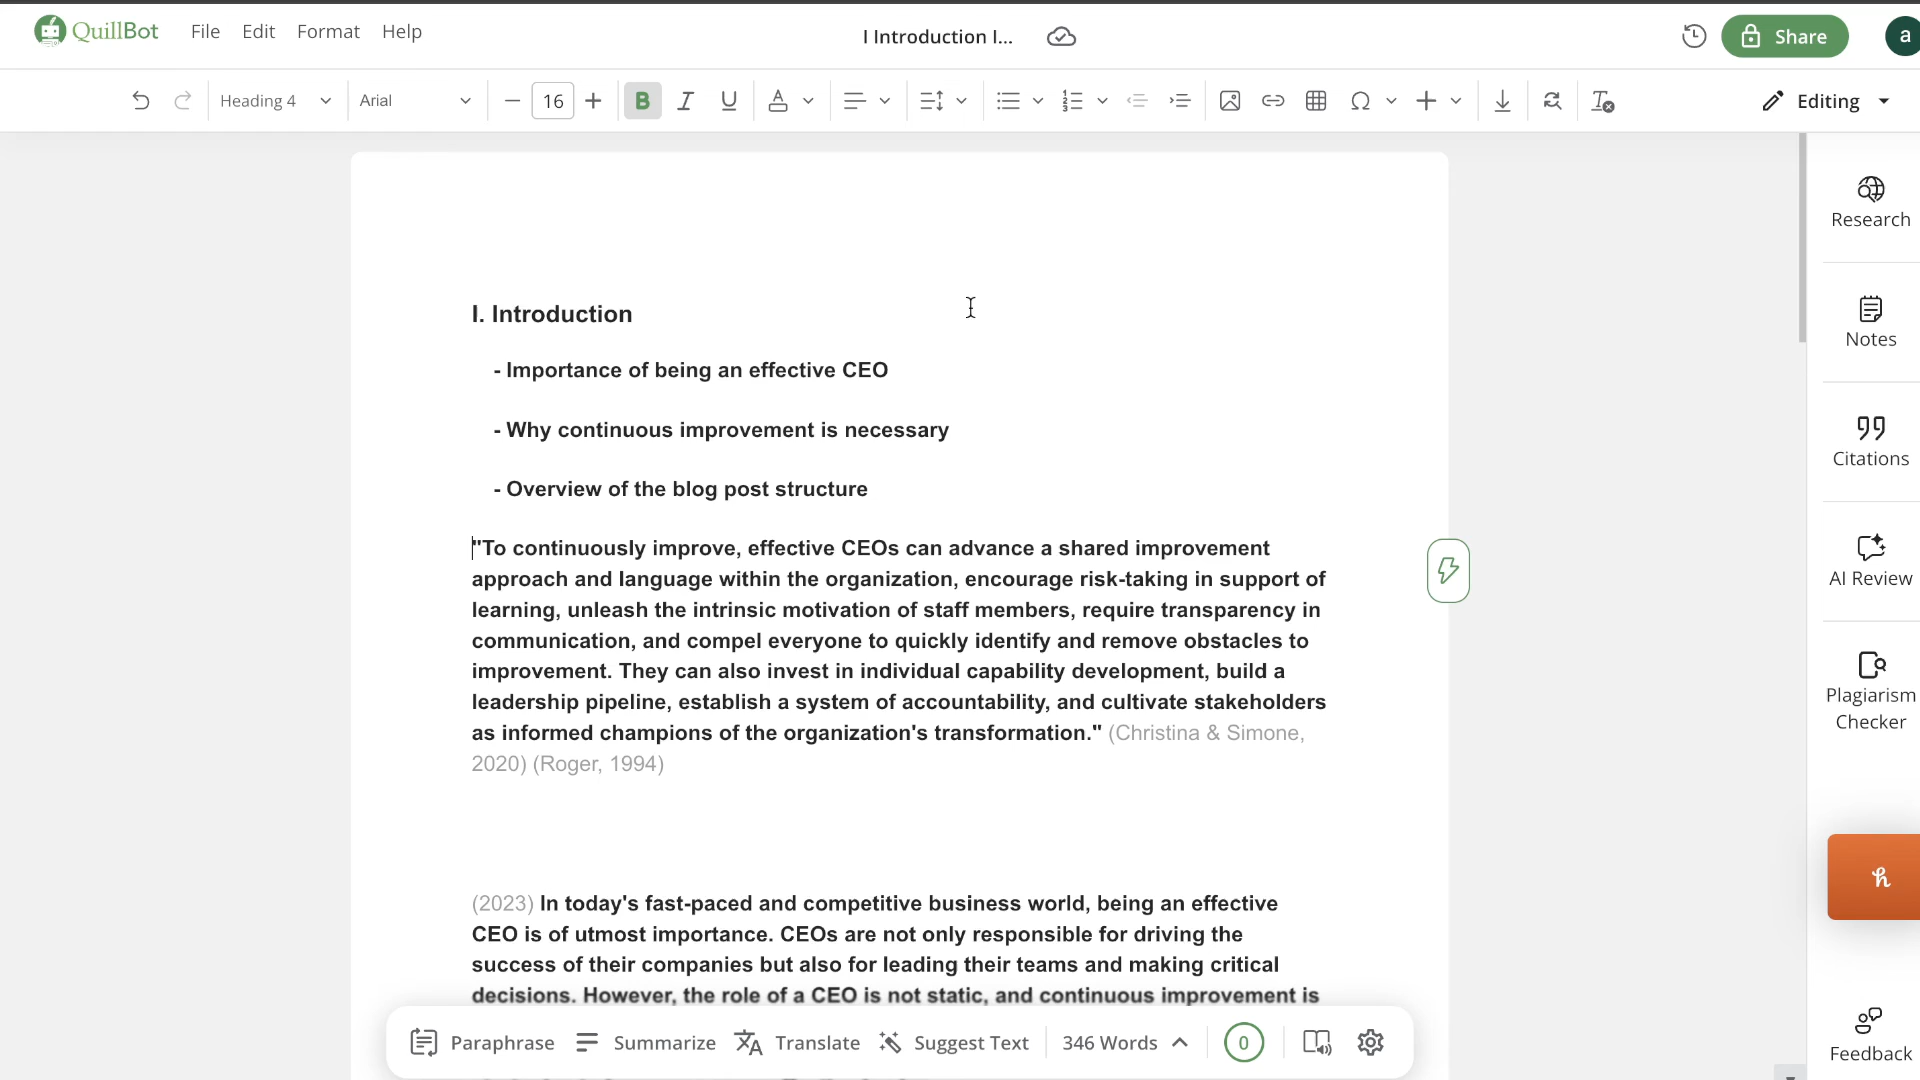 QuillBot File Edit Format Help I Introduction I... Share a
Heading 4 Arial 16 B I U A Editing
I. Introduction
- Importance of being an effective CEO
- Why continuous improvement is necessary
- Overview of the blog post structure
"To continuously improve, effective CEOs can advance a shared improvement
approach and language within the organization, encourage risk-taking in support of
learning, unleash the intrinsic motivation of staff members, require transparency in
communication, and compel everyone to quickly identify and remove obstacles to
improvement. They can also invest in individual capability development, build a
leadership pipeline, establish a system of accountability, and cultivate stakeholders
as informed champions of the organization's transformation." (Christina & Simone,
2020) (Roger, 1994)
(2023) In today's fast-paced and competitive business world, being an effective
CEO is of utmost importance. CEOs are not only responsible for driving the
success of their companies but also for leading their teams and making critical
decisions. However, the role of a CEO is not static, and continuous improvement is
Paraphrase Summarize Translate Suggest Text 346 Words 0
Research
Notes
Citations
AI Review
Plagiarism
Checker
h
Feedback